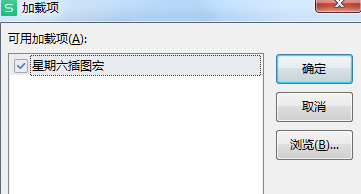 加载项
可用加载项(A):
星期六插图宏
确定
取消
浏览(B)...